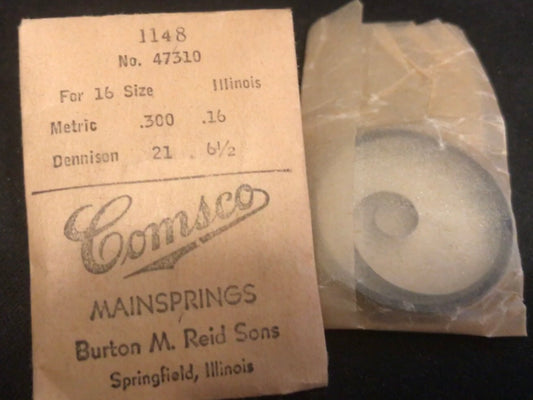 1148
No. 47310
For 16 Size Illinois
Metric .300 .16
Dennison 21 6½
Comsco
MAINSPRINGS
Burton M. Reid Sons
Springfield, Illinois